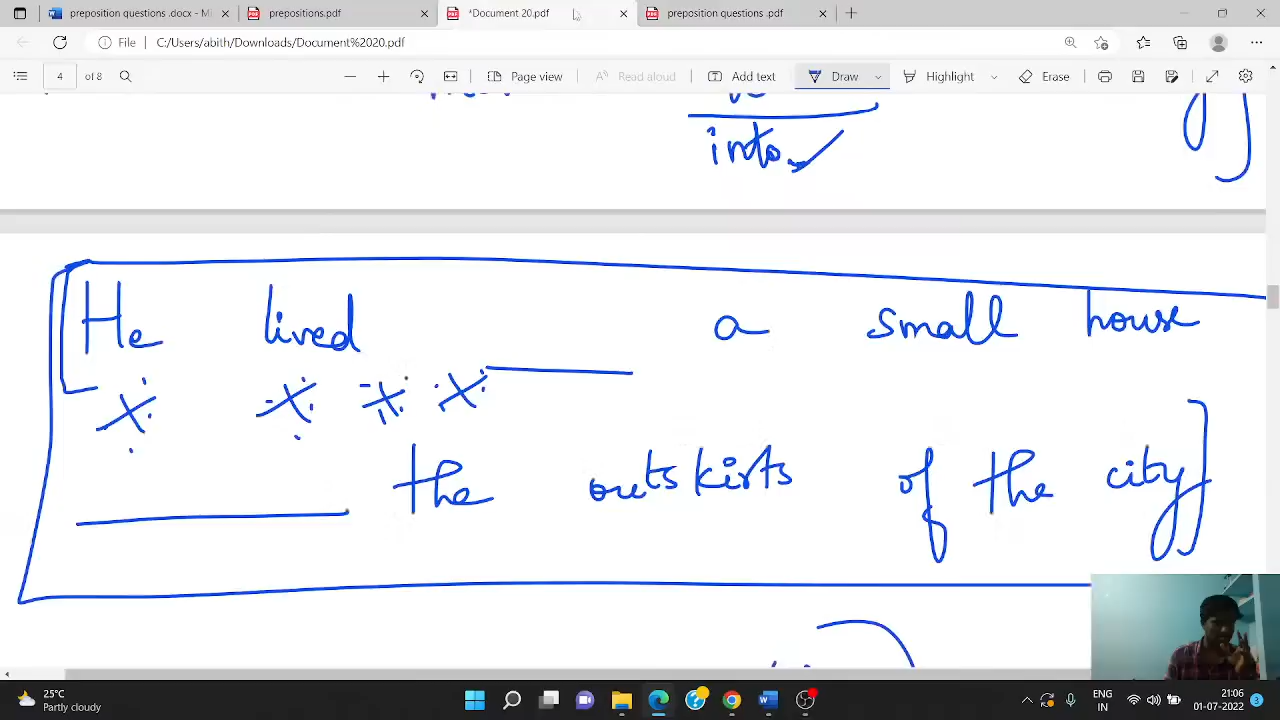 preposition questions .docx - Mi
prepositions.pdf
*Document 20.pdf
preposition questions .pdf
File
C:/Users/abith/Downloads/Document%2020.pdf
4
of 8
Page view
Read aloud
Add text
Draw
Highlight
Erase
into
He lived a small house
the outskirts of the city
25°C
Partly cloudy
ENG
IN
21:06
01-07-2022